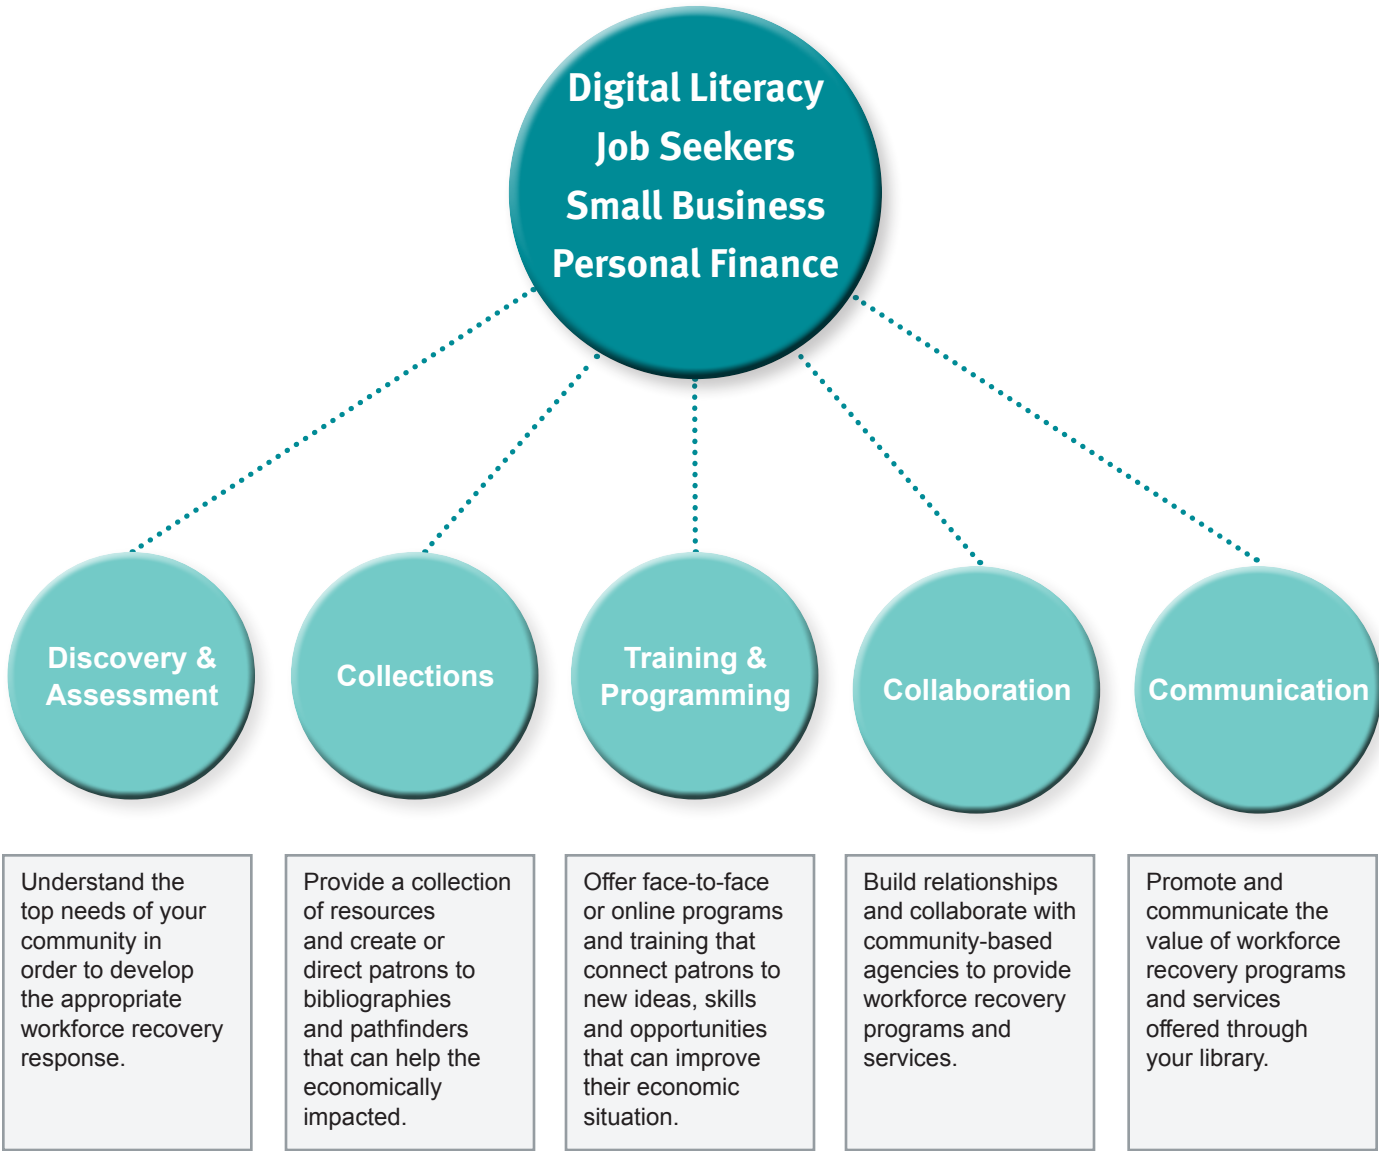 Digital Literacy
Job Seekers
Small Business
Personal Finance
Discovery &
Assessment
Collections
Training &
Programming
Collaboration
Communication
Understand the
top needs of your
community in
order to develop
the appropriate
workforce recovery
response.
Provide a collection
of resources
and create or
direct patrons to
bibliographies
and pathfinders
that can help the
economically
impacted.
Offer face-to-face
or online programs
and training that
connect patrons to
new ideas, skills
and opportunities
that can improve
their economic
situation.
Build relationships
and collaborate with
community-based
agencies to provide
workforce recovery
programs and
services.
Promote and
communicate the
value of workforce
recovery programs
and services
offered through
your library.